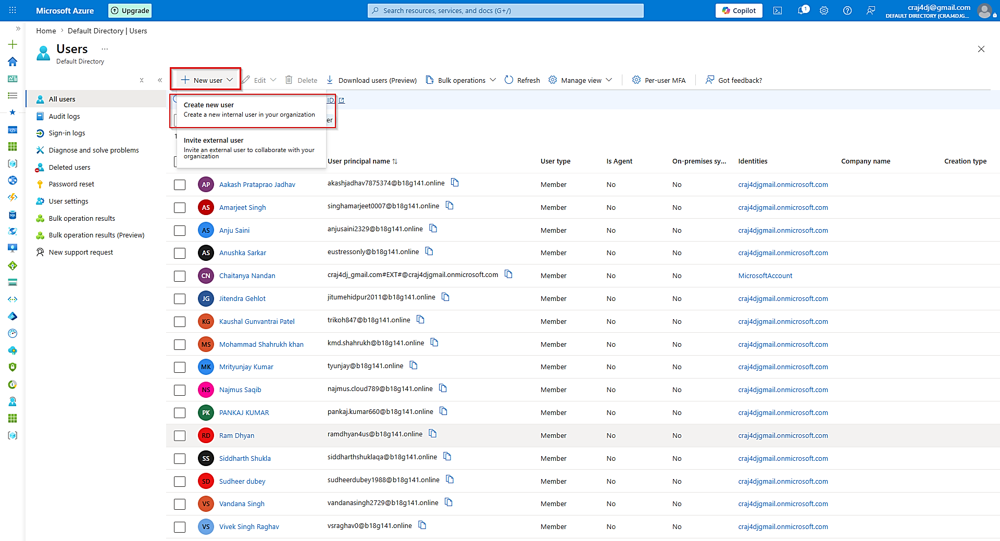 Microsoft Azure
Upgrade
Search resources, services, and docs (G+/)
Copilot
1
craj4dj@gmail.com
DEFAULT DIRECTORY (CRAJ4DJG...
Home > Default Directory | Users
Users ...
Default Directory
New user
Edit
Delete
Download users (Preview)
Bulk operations
Refresh
Manage view
Per-user MFA
Got feedback?
All users
Audit logs
Sign-in logs
Diagnose and solve problems
Deleted users
Password reset
User settings
Bulk operation results
Bulk operation results (Preview)
New support request
Create new user
Create a new internal user in your organization
Invite external user
Invite an external user to collaborate with your
organization
ID.
er
1
User principal name User type Is Agent On-premises sy... Identities Company name Creation type
AP Aakash Prataprao Jadhav akashjadhav7875374@b18g141.online Member No No craj4djgmail.onmicrosoft.com
AS Amarjeet Singh singhamarjeet0007@b18g141.online Member No No craj4djgmail.onmicrosoft.com
AS Anju Saini anjusaini2329@b18g141.online Member No No craj4djgmail.onmicrosoft.com
AS Anushka Sarkar eustressonly@b18g141.online Member No No craj4djgmail.onmicrosoft.com
CN Chaitanya Nandan craj4dj_gmail.com#EXT#@craj4djgmail.onmicrosoft.com Member No No MicrosoftAccount
JG Jitendra Gehlot jitumehidpur2011@b18g141.online Member No No craj4djgmail.onmicrosoft.com
KG Kaushal Gunvantrai Patel trikoh847@b18g141.online Member No No craj4djgmail.onmicrosoft.com
MS Mohammad Shahrukh khan kmd.shahrukh@b18g141.online Member No No craj4djgmail.onmicrosoft.com
MK Mrityunjay Kumar tyunjay@b18g141.online Member No No craj4djgmail.onmicrosoft.com
NS Najmus Saqib najmus.cloud789@b18g141.online Member No No craj4djgmail.onmicrosoft.com
PK PANKAJ KUMAR pankaj.kumar660@b18g141.online Member No No craj4djgmail.onmicrosoft.com
RD Ram Dhyan ramdhyan4us@b18g141.online Member No No craj4djgmail.onmicrosoft.com
SS Siddharth Shukla siddharthshuklaqa@b18g141.online Member No No craj4djgmail.onmicrosoft.com
SD Sudheer dubey sudheerdubey1988@b18g141.online Member No No craj4djgmail.onmicrosoft.com
VS Vandana Singh vandanasingh2729@b18g141.online Member No No craj4djgmail.onmicrosoft.com
VS Vivek Singh Raghav vsraghav0@b18g141.online Member No No craj4djgmail.onmicrosoft.com